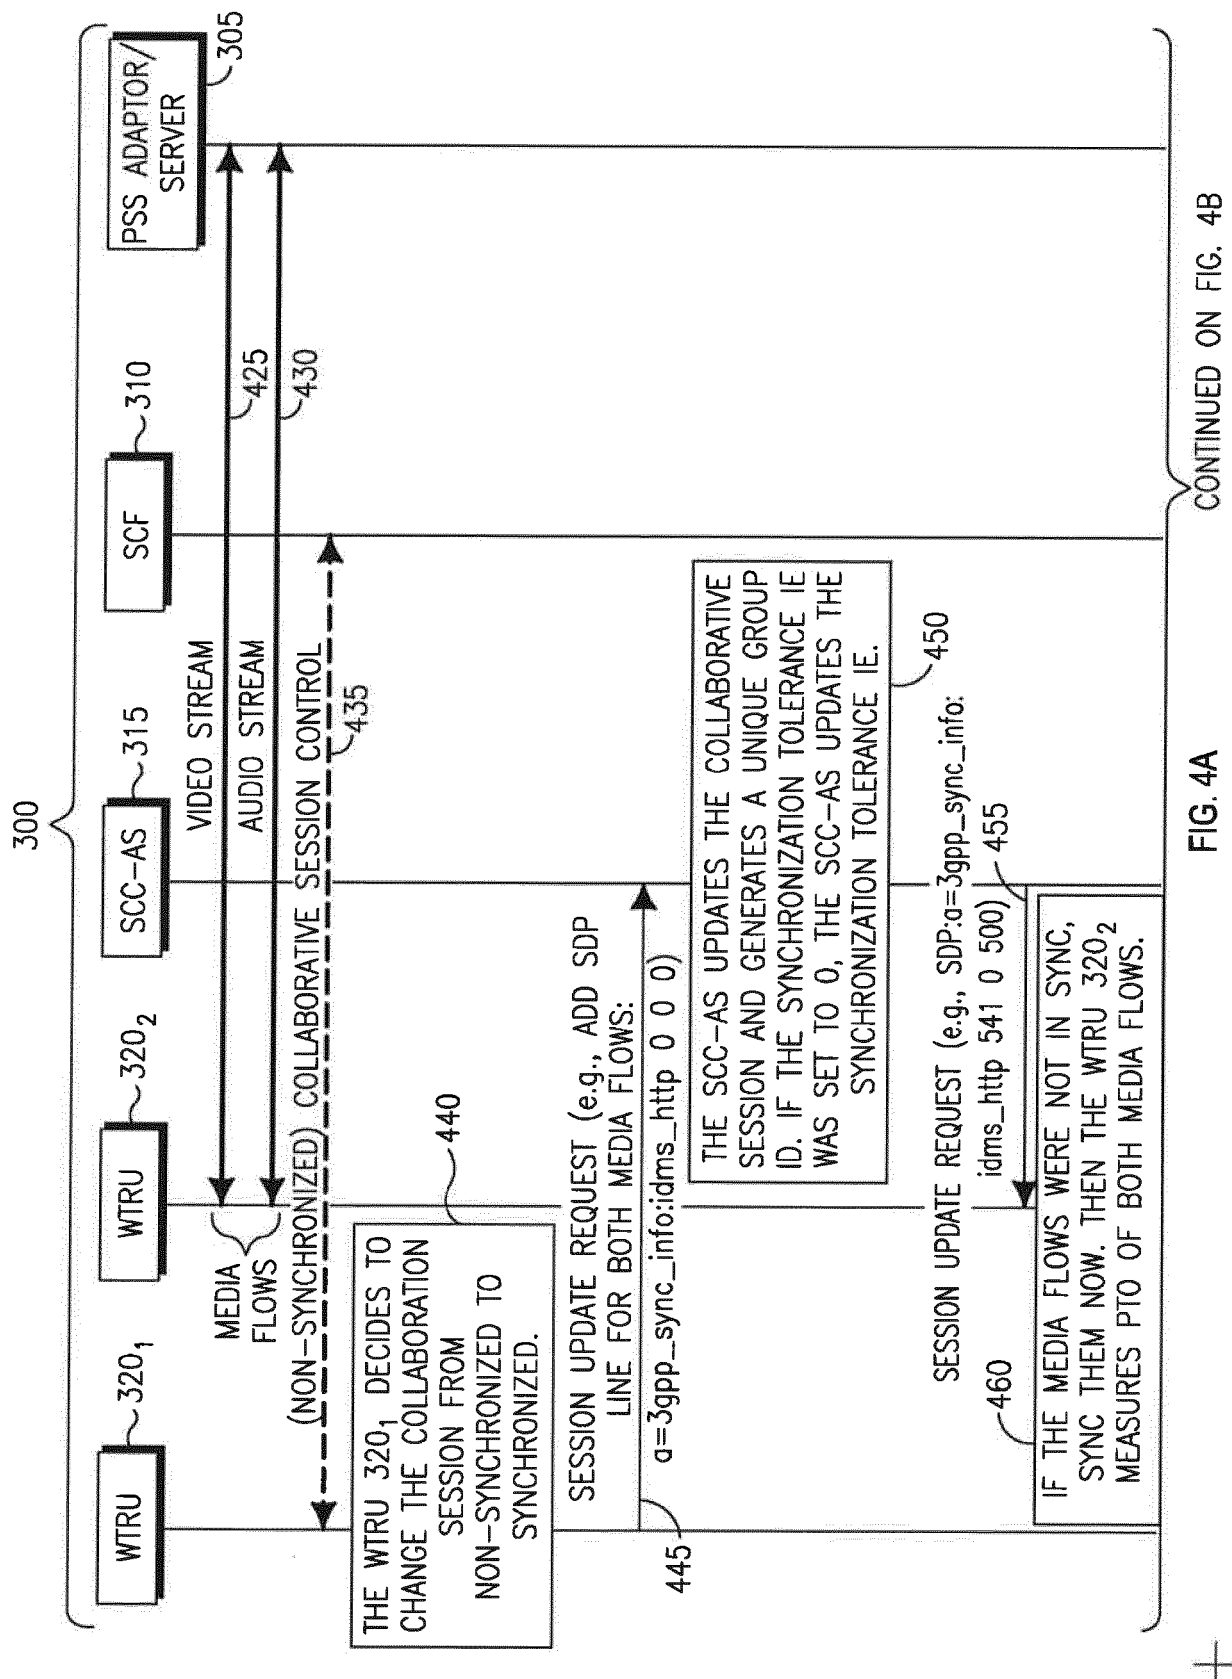 300
WTRU
320₁
WTRU
320₂
SCC-AS
315
SCF
310
PSS ADAPTOR/
SERVER
305
VIDEO STREAM
425
AUDIO STREAM
430
MEDIA
FLOWS
(NON-SYNCHRONIZED) COLLABORATIVE SESSION CONTROL
435
THE WTRU 320₁ DECIDES TO
CHANGE THE COLLABORATION
SESSION FROM
NON-SYNCHRONIZED TO
SYNCHRONIZED.
440
SESSION UPDATE REQUEST (e.g., ADD SDP
LINE FOR BOTH MEDIA FLOWS:
a=3gpp_sync_info:idms_http 0 0 0)
445
THE SCC-AS UPDATES THE COLLABORATIVE
SESSION AND GENERATES A UNIQUE GROUP
ID. IF THE SYNCHRONIZATION TOLERANCE IE
WAS SET TO 0, THE SCC-AS UPDATES THE
SYNCHRONIZATION TOLERANCE IE.
450
SESSION UPDATE REQUEST (e.g., SDP:a=3gpp_sync_info:
idms_http 541 0 500)
455
460
IF THE MEDIA FLOWS WERE NOT IN SYNC,
SYNC THEM NOW. THEN THE WTRU 320₂
MEASURES PTO OF BOTH MEDIA FLOWS.
CONTINUED ON FIG. 4B
FIG. 4A